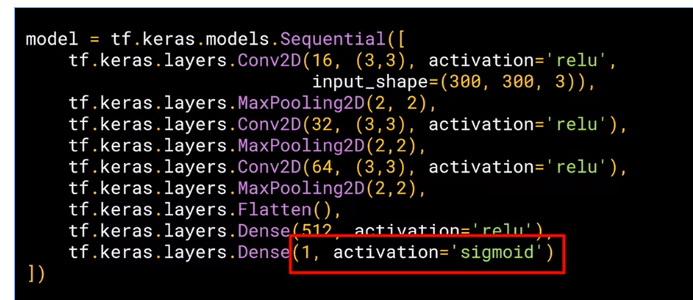 model = tf.keras.models.Sequential([
    tf.keras.layers.Conv2D(16, (3,3), activation='relu',
                           input_shape=(300, 300, 3)),
    tf.keras.layers.MaxPooling2D(2, 2),
    tf.keras.layers.Conv2D(32, (3,3), activation='relu'),
    tf.keras.layers.MaxPooling2D(2,2),
    tf.keras.layers.Conv2D(64, (3,3), activation='relu'),
    tf.keras.layers.MaxPooling2D(2,2),
    tf.keras.layers.Flatten(),
    tf.keras.layers.Dense(512, activation='relu'),
    tf.keras.layers.Dense(1, activation='sigmoid')
])